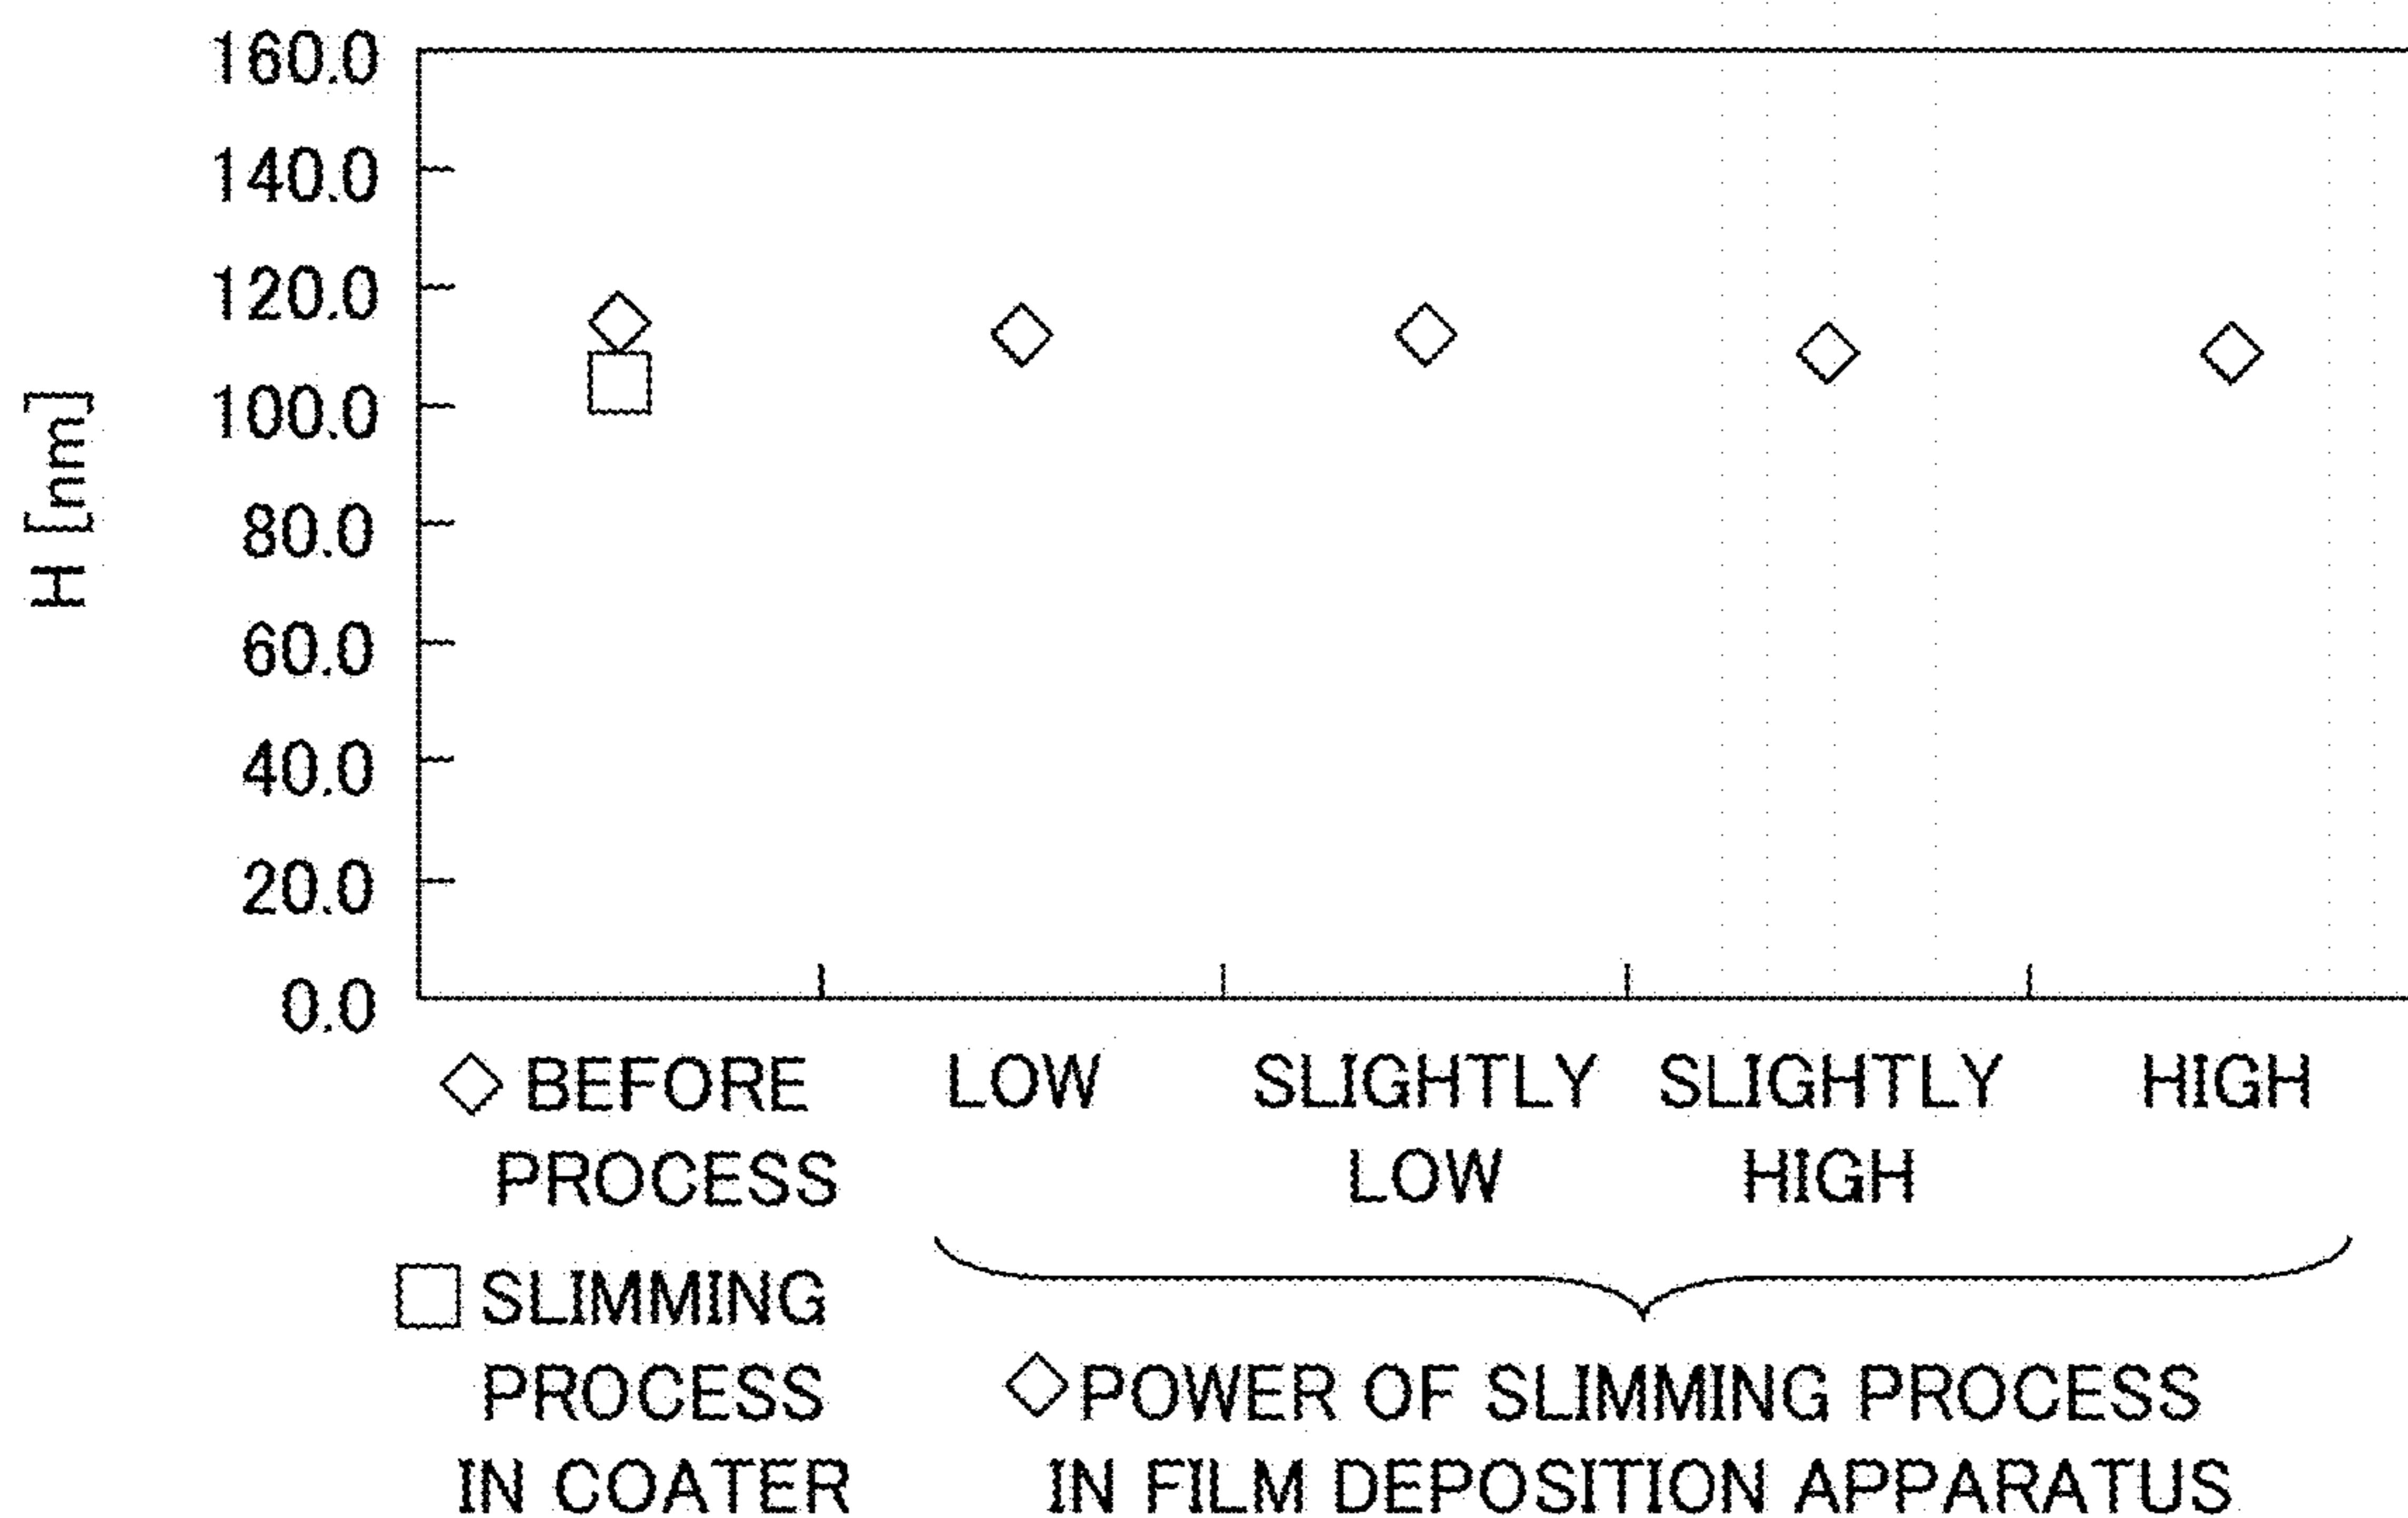 160.0
140.0
120.0
100.0
80.0
60.0
40.0
20.0
0.0
H [nm]
BEFORE
PROCESS
SLIMMING
PROCESS
IN COATER
LOW
SLIGHTLY
LOW
SLIGHTLY
HIGH
HIGH
POWER OF SLIMMING PROCESS
IN FILM DEPOSITION APPARATUS